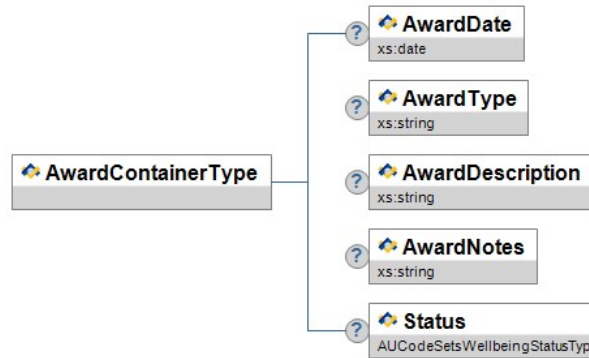 ?
AwardDate
xs:date
?
AwardType
xs:string
AwardContainerType
?
AwardDescription
xs:string
?
AwardNotes
xs:string
?
Status
AUCodeSetsWellbeingStatusTyp